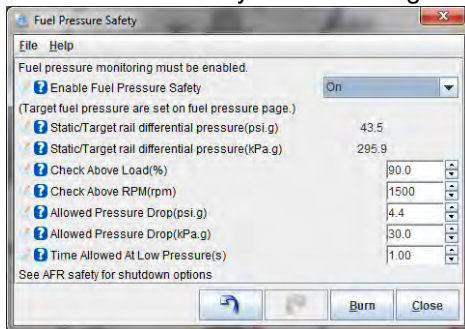 Fuel Pressure Safety
File Help
Fuel pressure monitoring must be enabled.
Enable Fuel Pressure Safety On
(Target fuel pressure are set on fuel pressure page.)
Static/Target rail differential pressure(psi.g) 43.5
Static/Target rail differential pressure(kPa.g) 295.9
Check Above Load(%) 90.0
Check Above RPM(rpm) 1500
Allowed Pressure Drop(psi.g) 4.4
Allowed Pressure Drop(kPa.g) 30.0
Time Allowed At Low Pressure(s) 1.00
See AFR safety for shutdown options
Burn Close